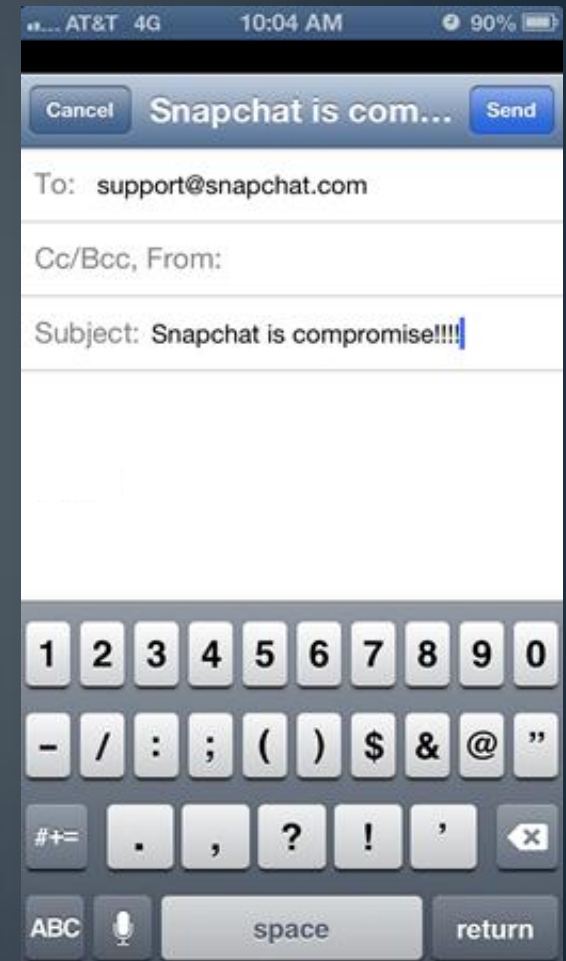 AT&T 4G 10:04 AM 90%
Cancel Snapchat is com... Send
To: support@snapchat.com
Cc/Bcc, From:
Subject: Snapchat is compromise!!!!
1 2 3 4 5 6 7 8 9 0
- / : ; ( ) $ & @ ”
#+= . , ? ! ’
ABC space return